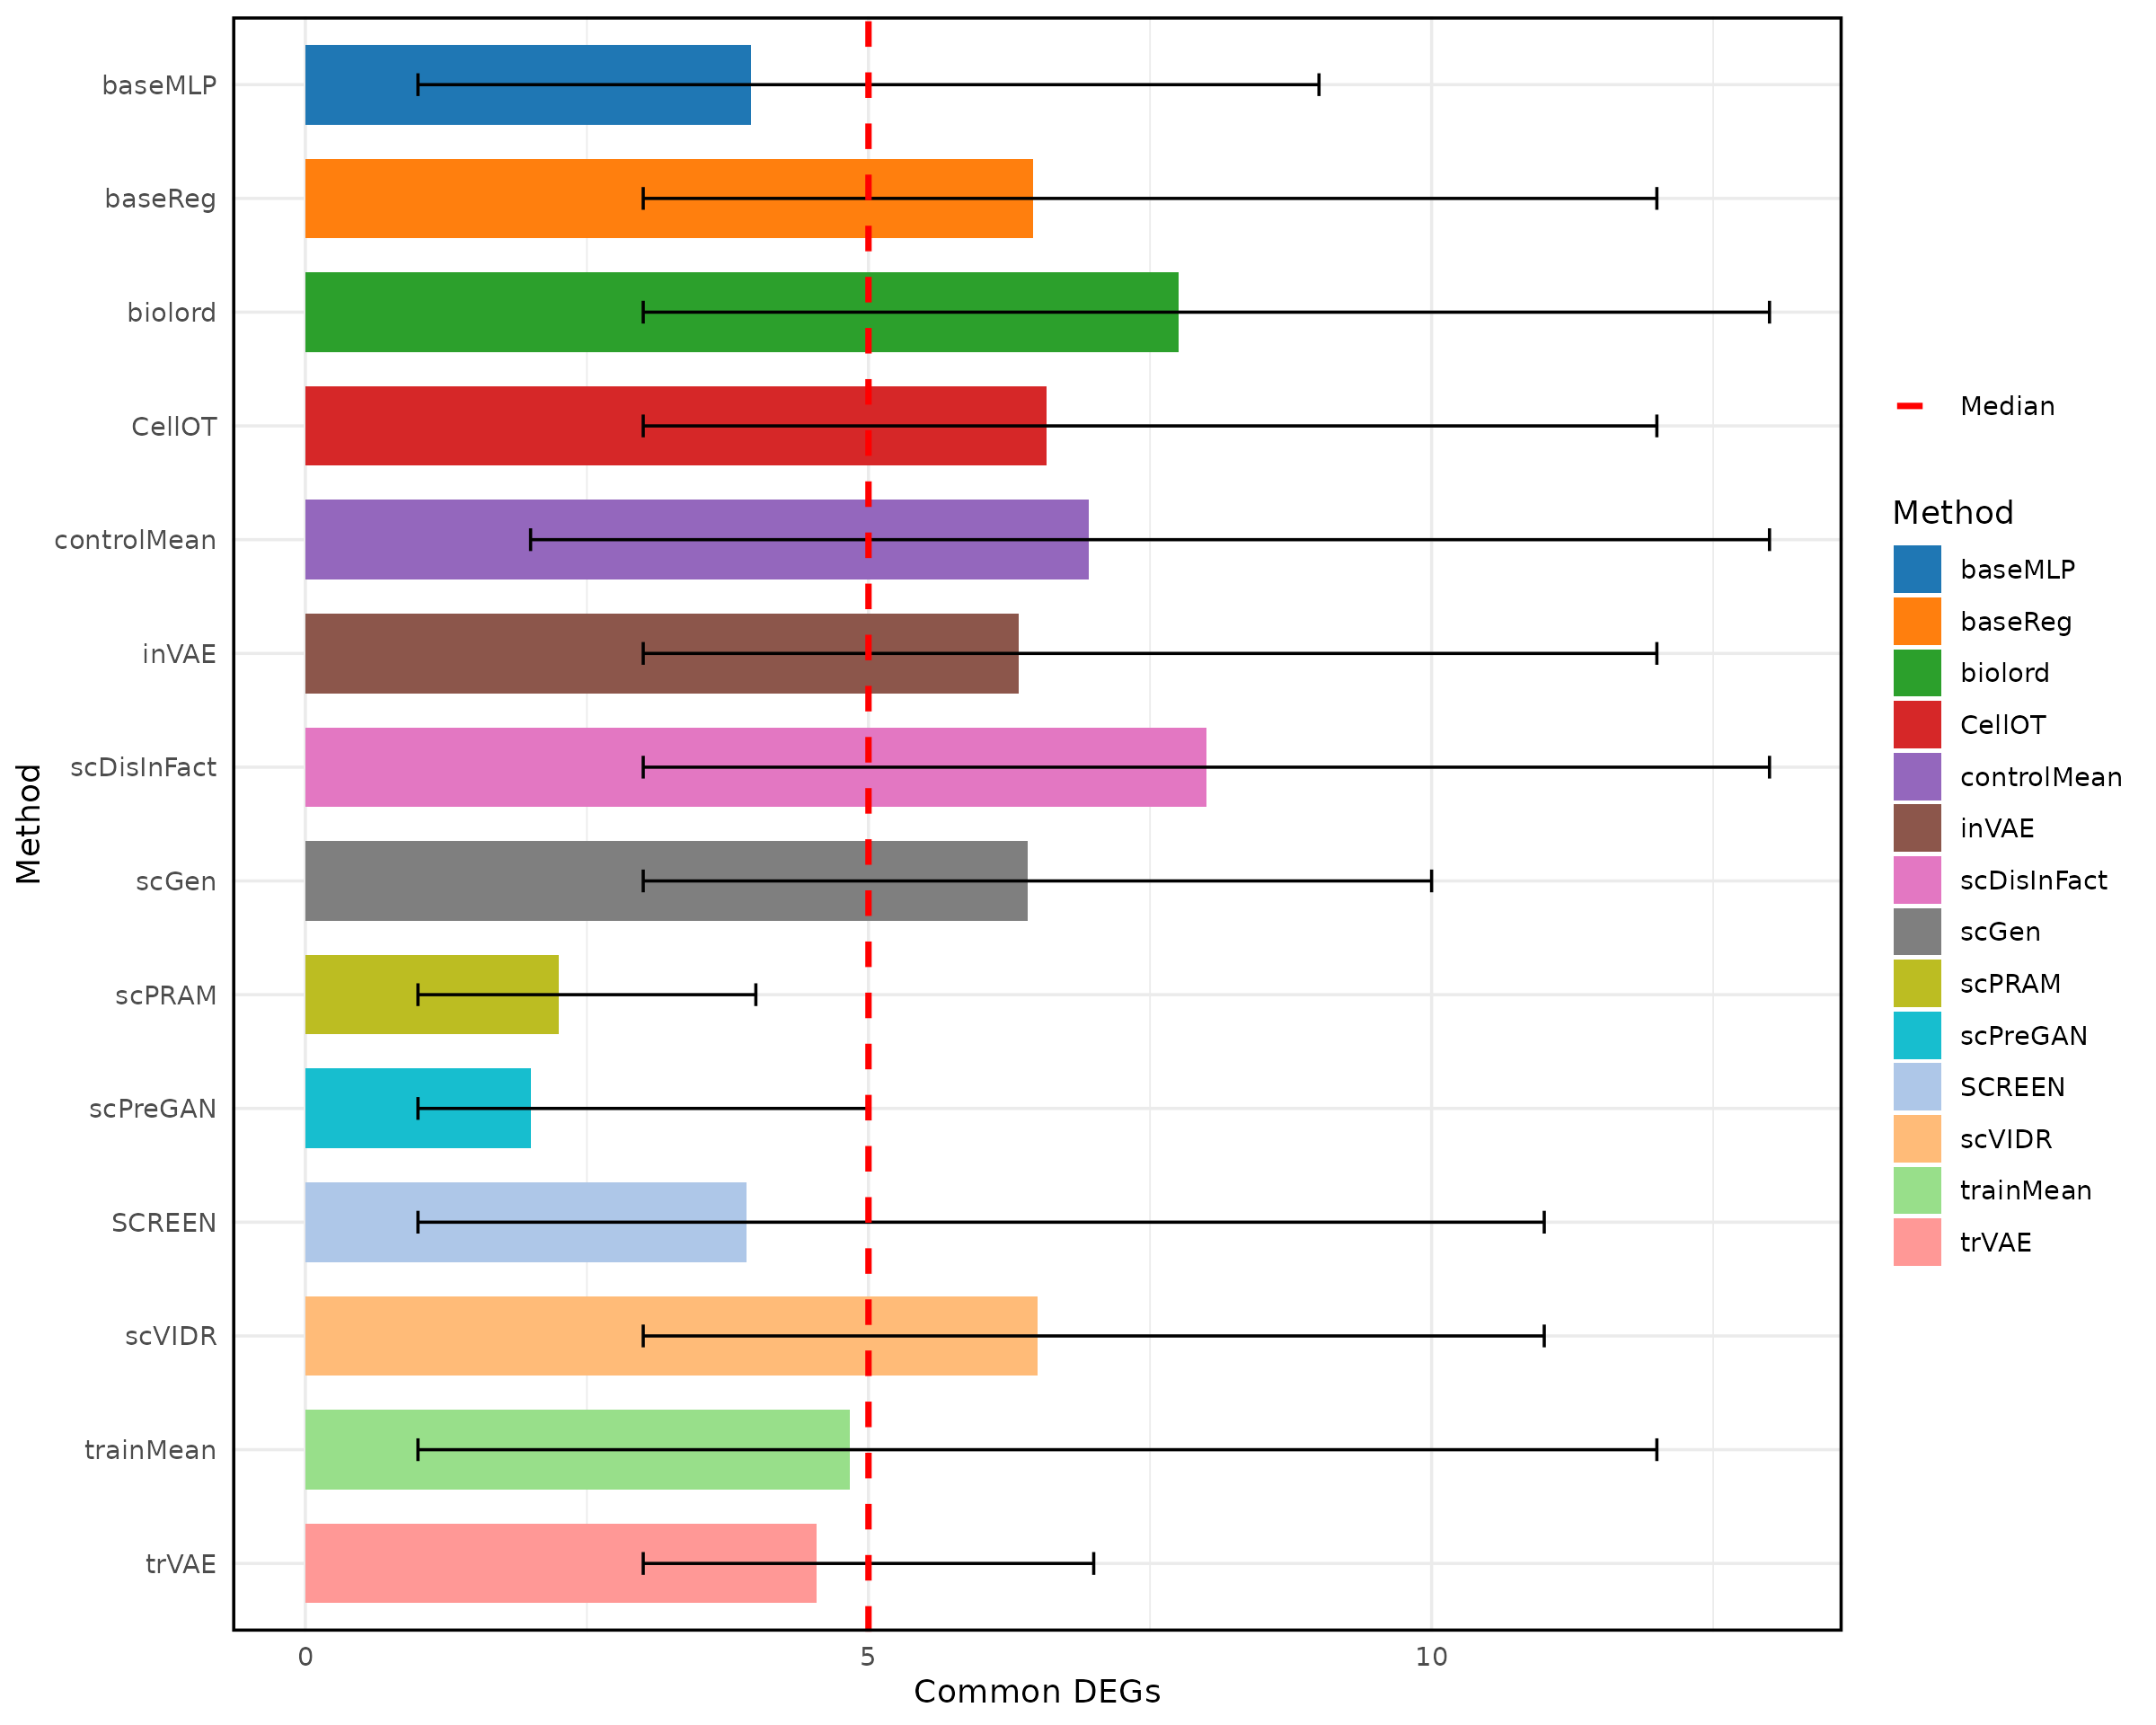 baseMLP
baseReg
biolord
CellOT
controlMean
inVAE
scDisInFact
scGen
scPRAM
scPreGAN
SCREEN
scVIDR
trainMean
trVAE
Method
0 5 10
Common DEGs
Median
Method
baseMLP
baseReg
biolord
CellOT
controlMean
inVAE
scDisInFact
scGen
scPRAM
scPreGAN
SCREEN
scVIDR
trainMean
trVAE